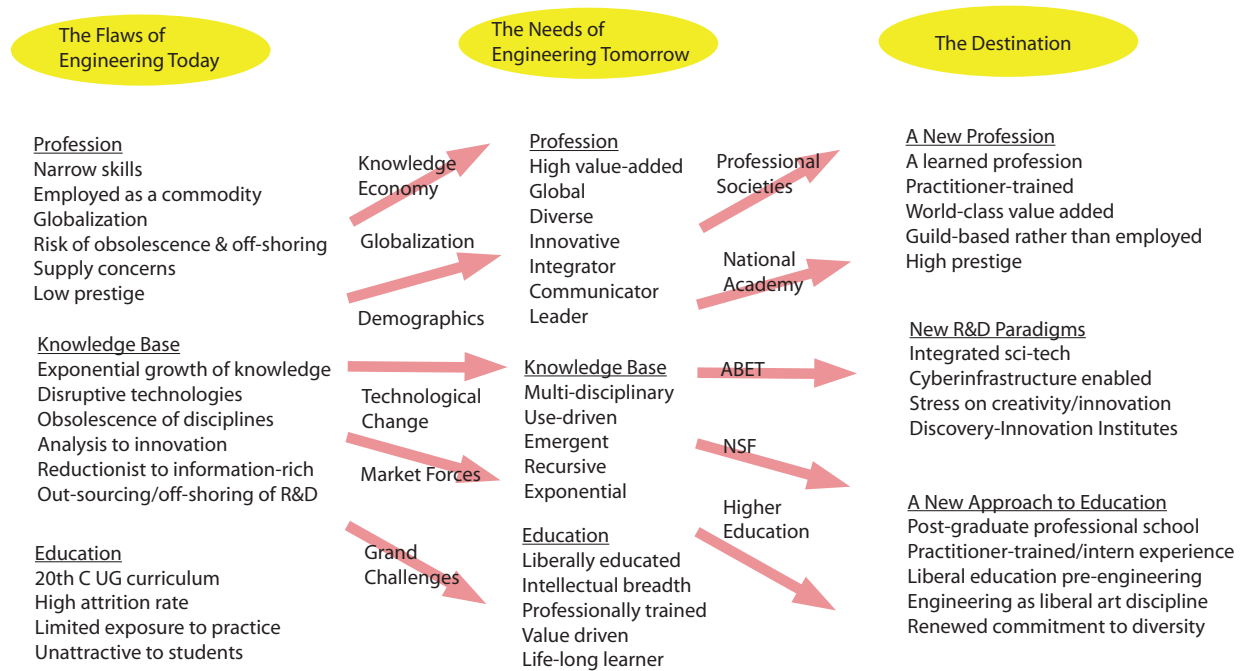 The Flaws of
Engineering Today
The Needs of
Engineering Tomorrow
The Destination
Profession
Narrow skills
Employed as a commodity
Globalization
Risk of obsolescence & off-shoring
Supply concerns
Low prestige
Knowledge Base
Exponential growth of knowledge
Disruptive technologies
Obsolescence of disciplines
Analysis to innovation
Reductionist to information-rich
Out-sourcing/off-shoring of R&D
Education
20th C UG curriculum
High attrition rate
Limited exposure to practice
Unattractive to students
Knowledge
Economy
Globalization
Demographics
Technological
Change
Market Forces
Grand
Challenges
Profession
High value-added
Global
Diverse
Innovative
Integrator
Communicator
Leader
Knowledge Base
Multi-disciplinary
Use-driven
Emergent
Recursive
Exponential
Education
Liberally educated
Intellectual breadth
Professionally trained
Value driven
Life-long learner
Professional
Societies
National
Academy
ABET
NSF
Higher
Education
A New Profession
A learned profession
Practitioner-trained
World-class value added
Guild-based rather than employed
High prestige
New R&D Paradigms
Integrated sci-tech
Cyberinfrastructure enabled
Stress on creativity/innovation
Discovery-Innovation Institutes
A New Approach to Education
Post-graduate professional school
Practitioner-trained/intern experience
Liberal education pre-engineering
Engineering as liberal art discipline
Renewed commitment to diversity